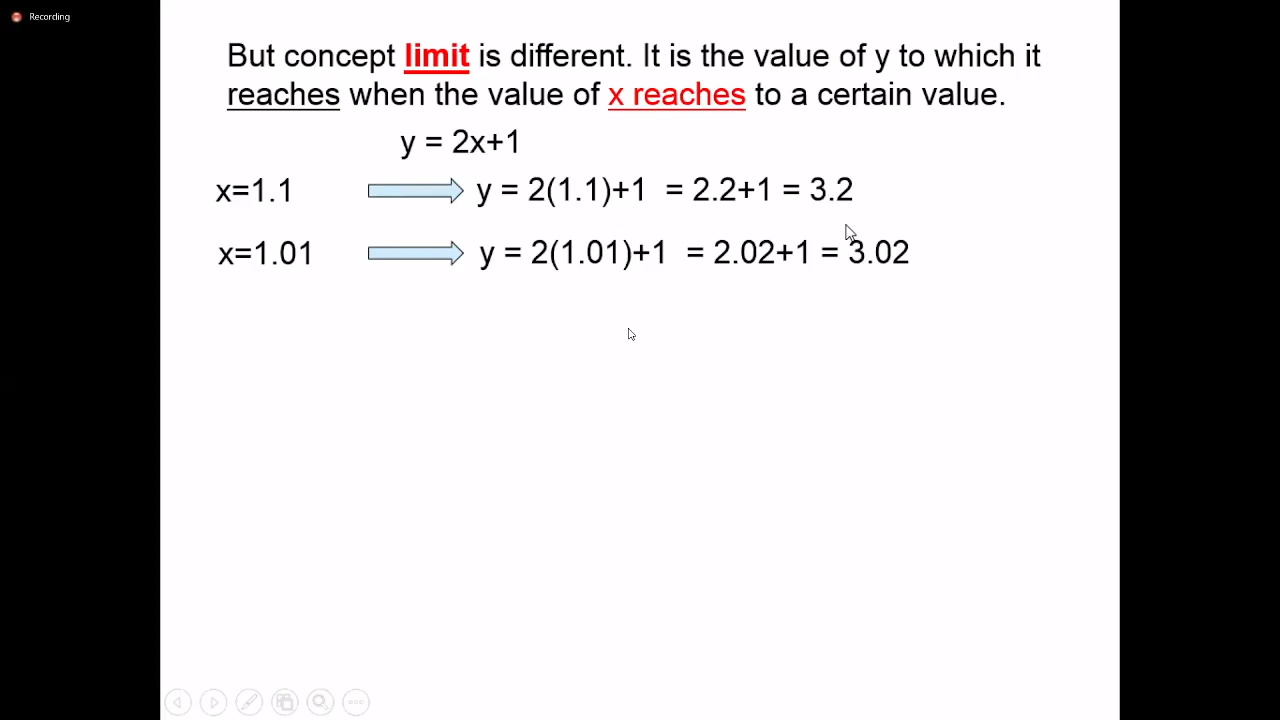 Recording
But concept limit is different. It is the value of y to which it
reaches when the value of x reaches to a certain value.
y = 2x+1
x=1.1 y = 2(1.1)+1 = 2.2+1 = 3.2
x=1.01 y = 2(1.01)+1 = 2.02+1 = 3.02